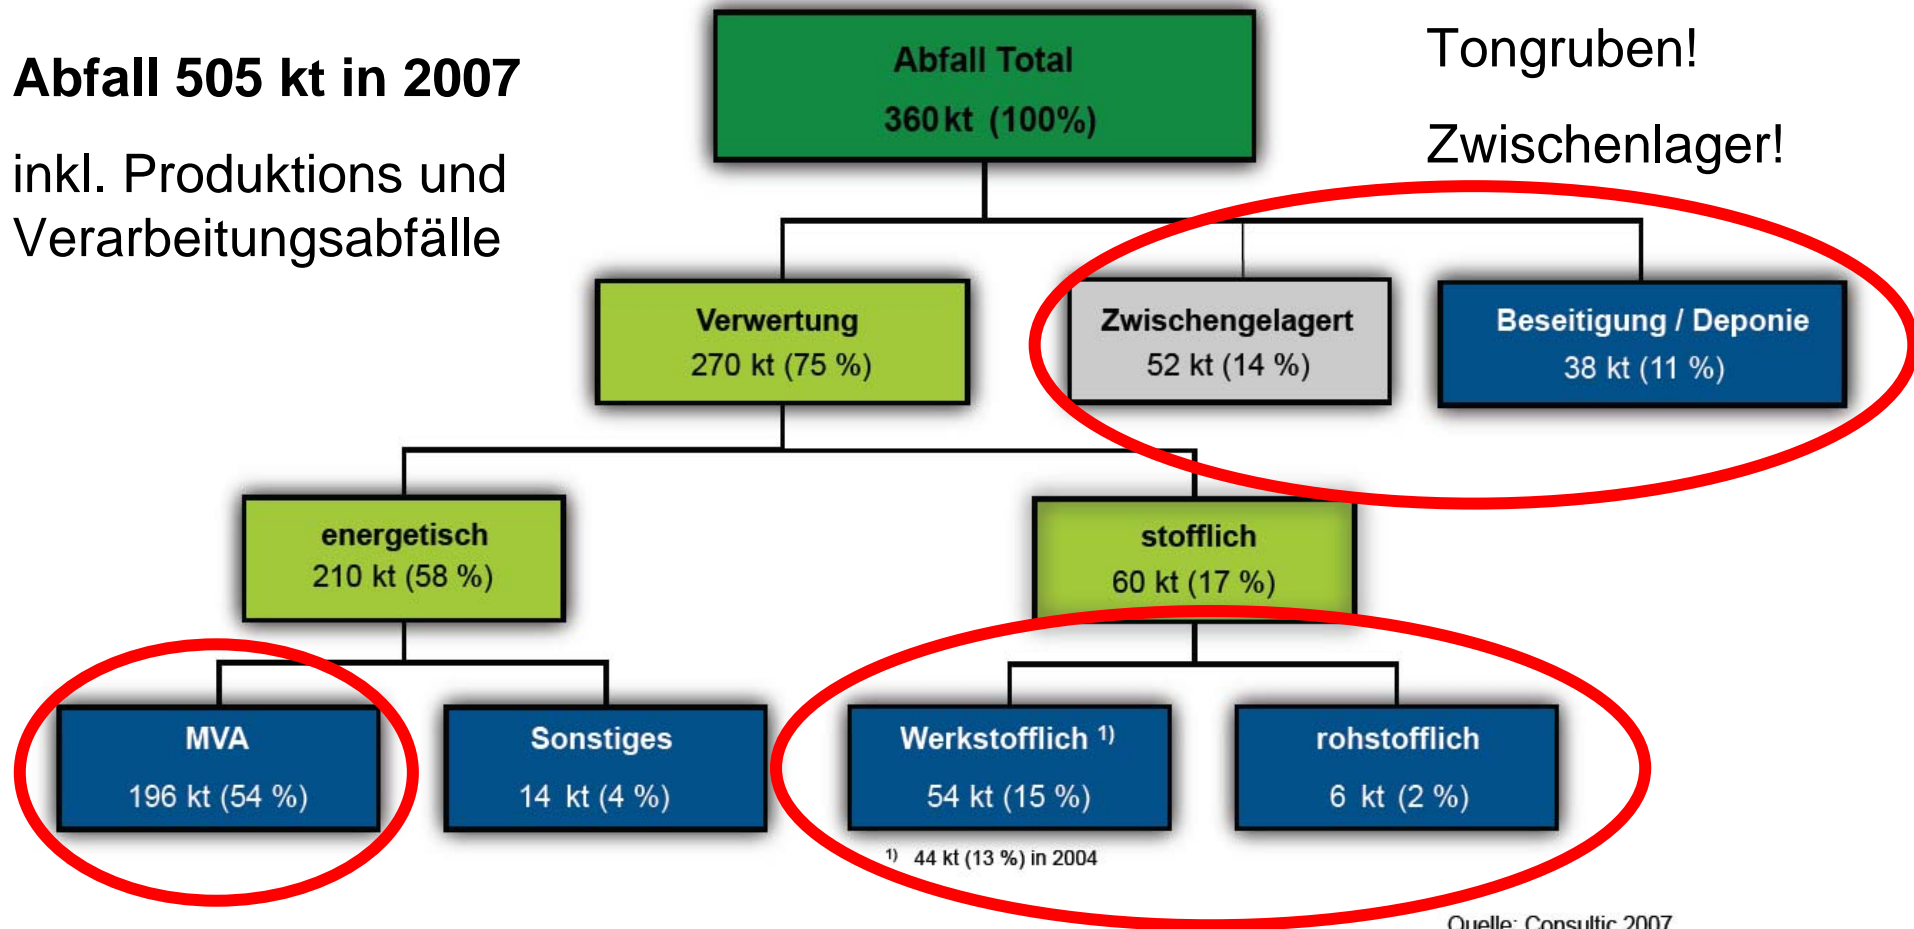 Abfall 505 kt in 2007
inkl. Produktions und
Verarbeitungsabfälle
Abfall Total
360 kt (100%)
Tongruben!
Zwischenlager!
Verwertung
270 kt (75 %)
Zwischengelagert
52 kt (14 %)
Beseitigung / Deponie
38 kt (11 %)
energetisch
210 kt (58 %)
stofflich
60 kt (17 %)
MVA
196 kt (54 %)
Sonstiges
14 kt (4 %)
Werkstofflich 1)
54 kt (15 %)
rohstofflich
6 kt (2 %)
1) 44 kt (13 %) in 2004
Quelle: Consultic 2007